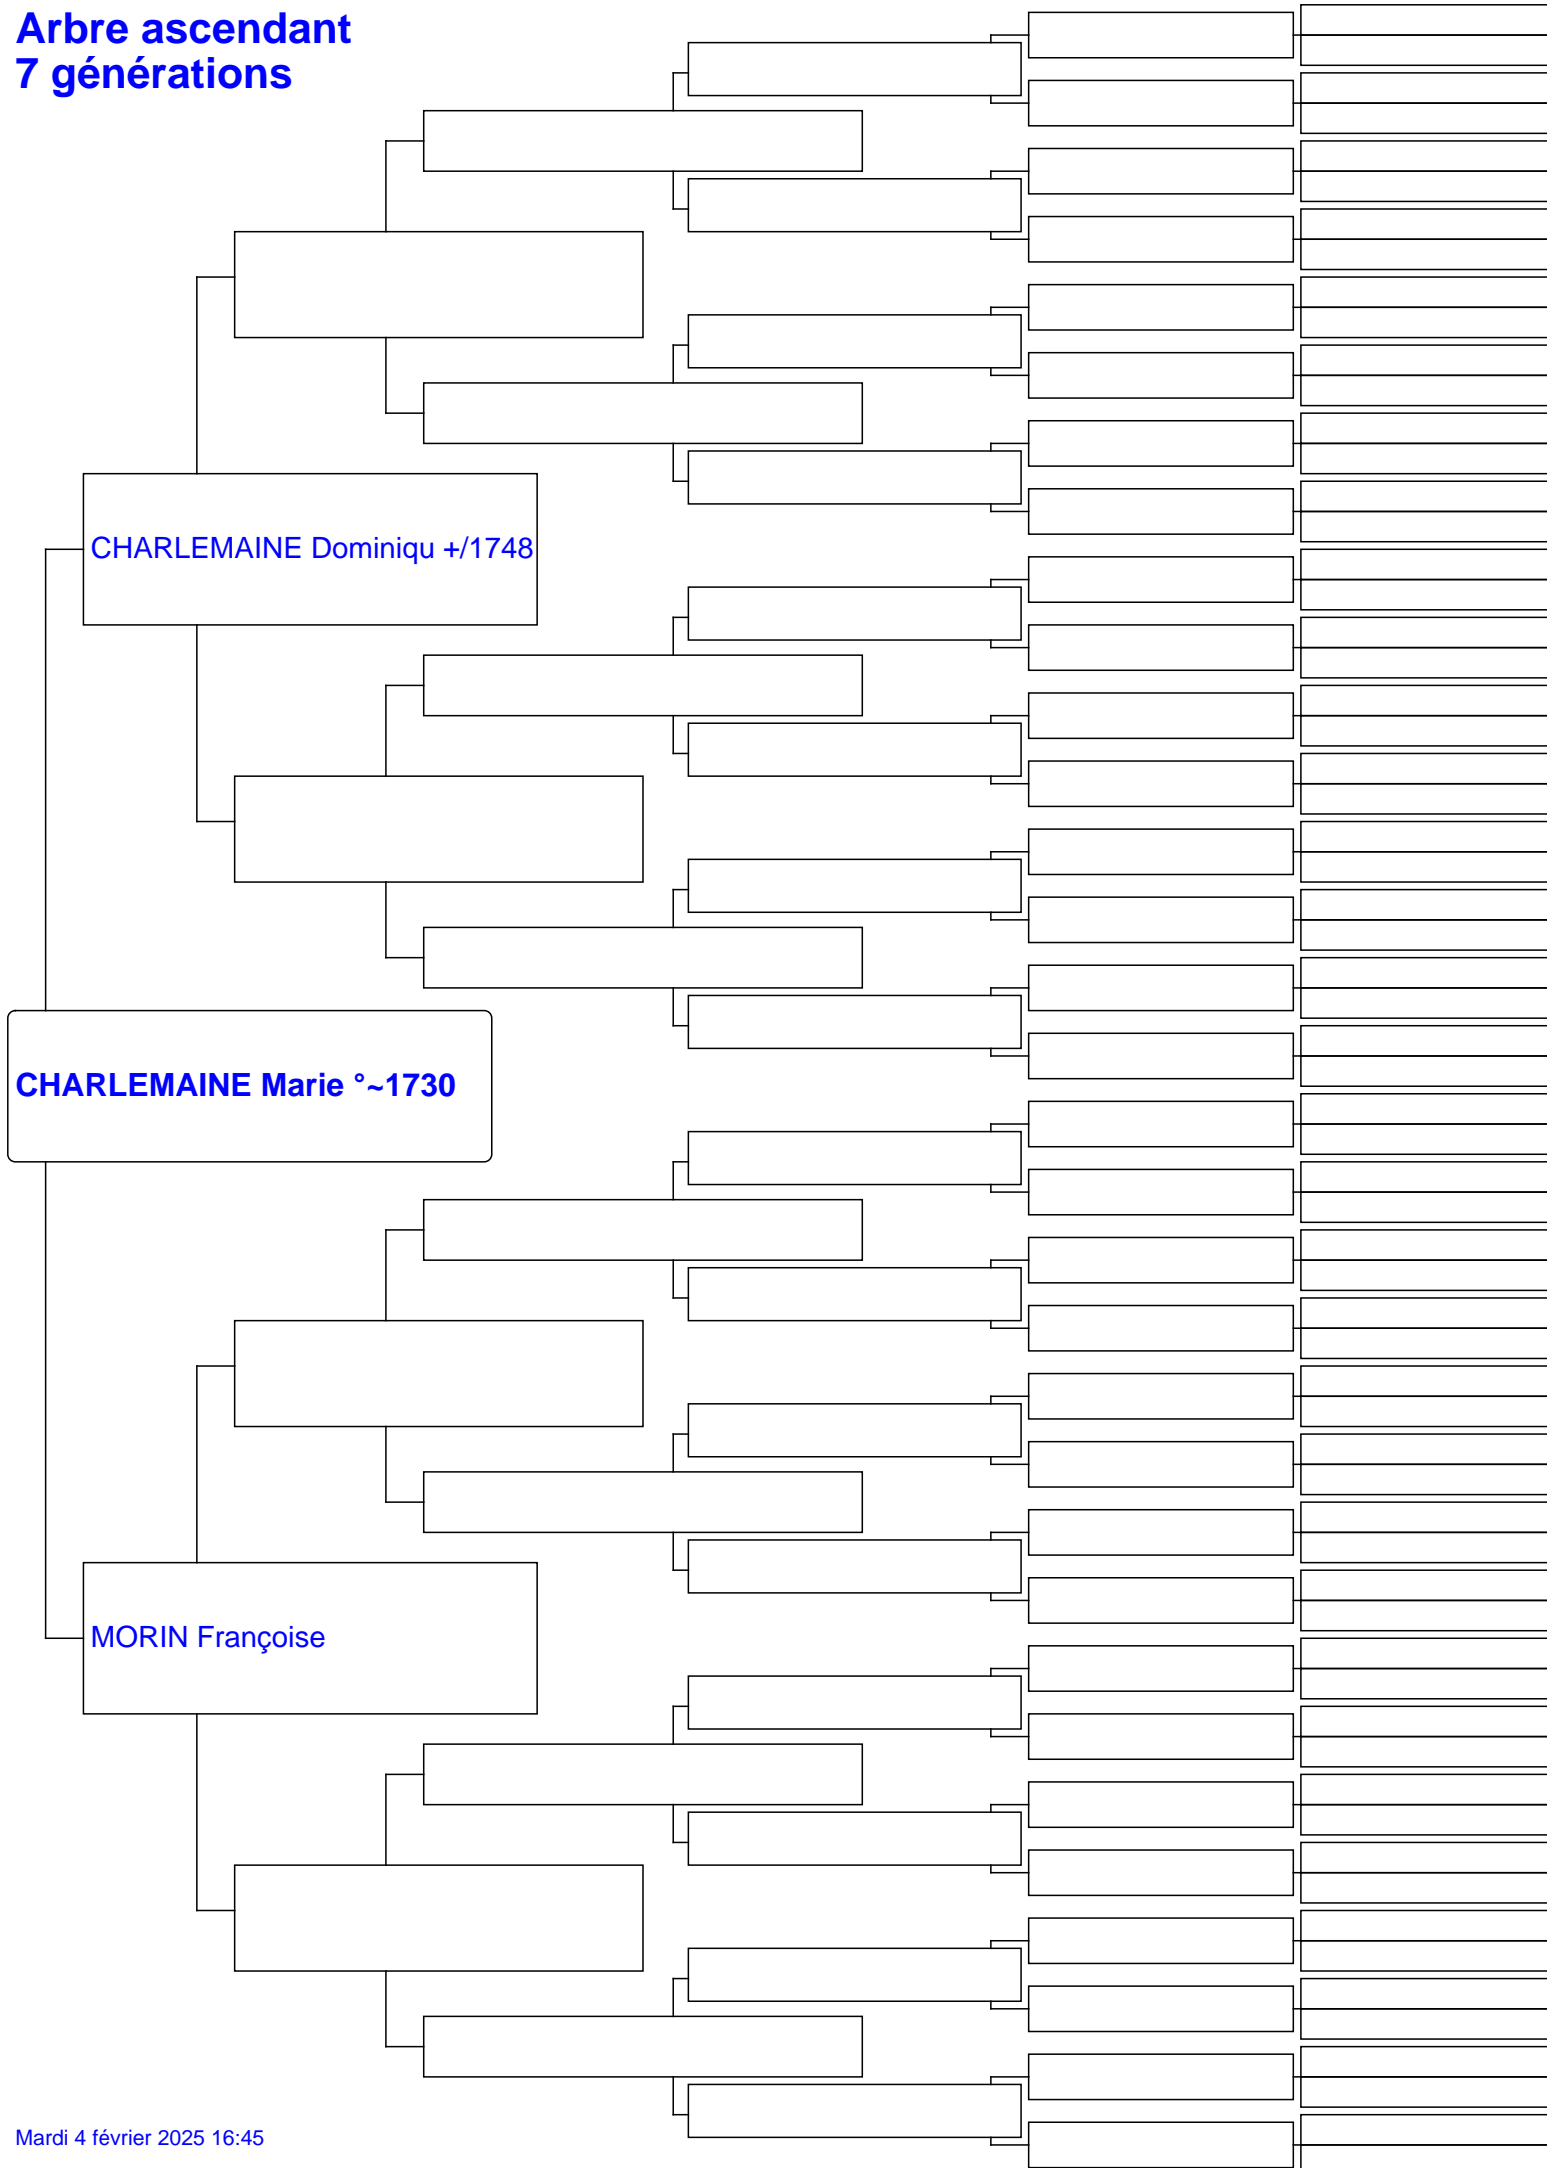 Arbre ascendant
7 générations
CHARLEMAINE Dominiqu +/1748
CHARLEMAINE Marie °~1730
MORIN Françoise
Mardi 4 février 2025 16:45